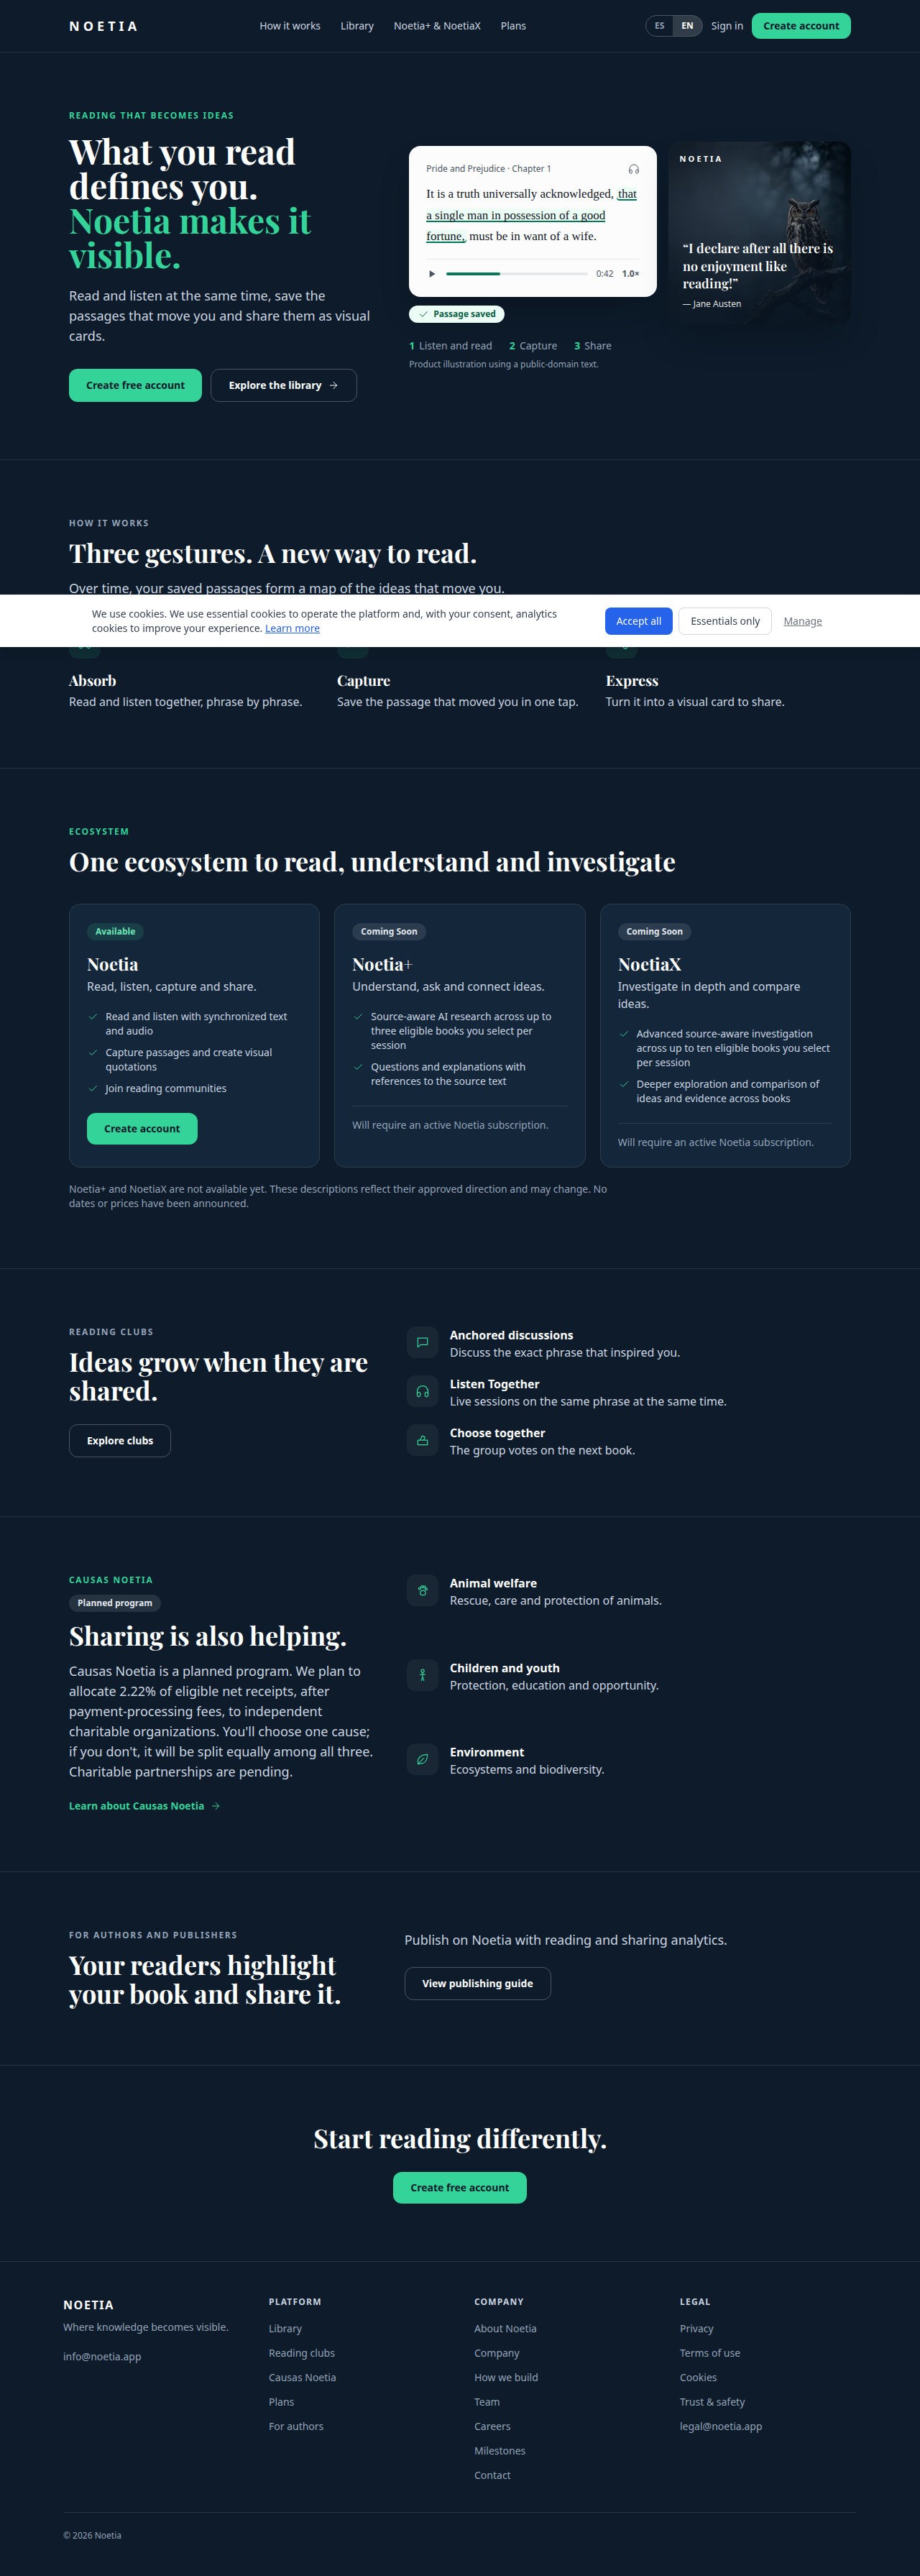 NOETIA
How it works
Library
Noetia+ & NoetiaX
Plans
ES
EN
Sign in
Create account
READING THAT BECOMES IDEAS
What you read
defines you.
Noetia makes it
visible.
Read and listen at the same time, save the
passages that move you and share them as visual
cards.
Create free account
Explore the library →
Pride and Prejudice · Chapter 1
It is a truth universally acknowledged, that
a single man in possession of a good
fortune, must be in want of a wife.
0:42
1.0×
Passage saved
NOETIA
“I declare after all there is
no enjoyment like
reading!”
— Jane Austen
1 Listen and read
2 Capture
3 Share
Product illustration using a public-domain text.
HOW IT WORKS
Three gestures. A new way to read.
Over time, your saved passages form a map of the ideas that move you.
We use cookies. We use essential cookies to operate the platform and, with your consent, analytics
cookies to improve your experience. Learn more
Accept all
Essentials only
Manage
Absorb
Read and listen together, phrase by phrase.
Capture
Save the passage that moved you in one tap.
Express
Turn it into a visual card to share.
ECOSYSTEM
One ecosystem to read, understand and investigate
Available
Noetia
Read, listen, capture and share.
Read and listen with synchronized text
and audio
Capture passages and create visual
quotations
Join reading communities
Create account
Coming Soon
Noetia+
Understand, ask and connect ideas.
Source-aware AI research across up to
three eligible books you select per
session
Questions and explanations with
references to the source text
Will require an active Noetia subscription.
Coming Soon
NoetiaX
Investigate in depth and compare
ideas.
Advanced source-aware investigation
across up to ten eligible books you select
per session
Deeper exploration and comparison of
ideas and evidence across books
Will require an active Noetia subscription.
Noetia+ and NoetiaX are not available yet. These descriptions reflect their approved direction and may change. No
dates or prices have been announced.
READING CLUBS
Ideas grow when they are
shared.
Explore clubs
Anchored discussions
Discuss the exact phrase that inspired you.
Listen Together
Live sessions on the same phrase at the same time.
Choose together
The group votes on the next book.
CAUSAS NOETIA
Planned program
Sharing is also helping.
Causas Noetia is a planned program. We plan to
allocate 2.22% of eligible net receipts, after
payment-processing fees, to independent
charitable organizations. You'll choose one cause;
if you don't, it will be split equally among all three.
Charitable partnerships are pending.
Learn about Causas Noetia →
Animal welfare
Rescue, care and protection of animals.
Children and youth
Protection, education and opportunity.
Environment
Ecosystems and biodiversity.
FOR AUTHORS AND PUBLISHERS
Your readers highlight
your book and share it.
Publish on Noetia with reading and sharing analytics.
View publishing guide
Start reading differently.
Create free account
NOETIA
Where knowledge becomes visible.
info@noetia.app
PLATFORM
Library
Reading clubs
Causas Noetia
Plans
For authors
COMPANY
About Noetia
Company
How we build
Team
Careers
Milestones
Contact
LEGAL
Privacy
Terms of use
Cookies
Trust & safety
legal@noetia.app
© 2026 Noetia